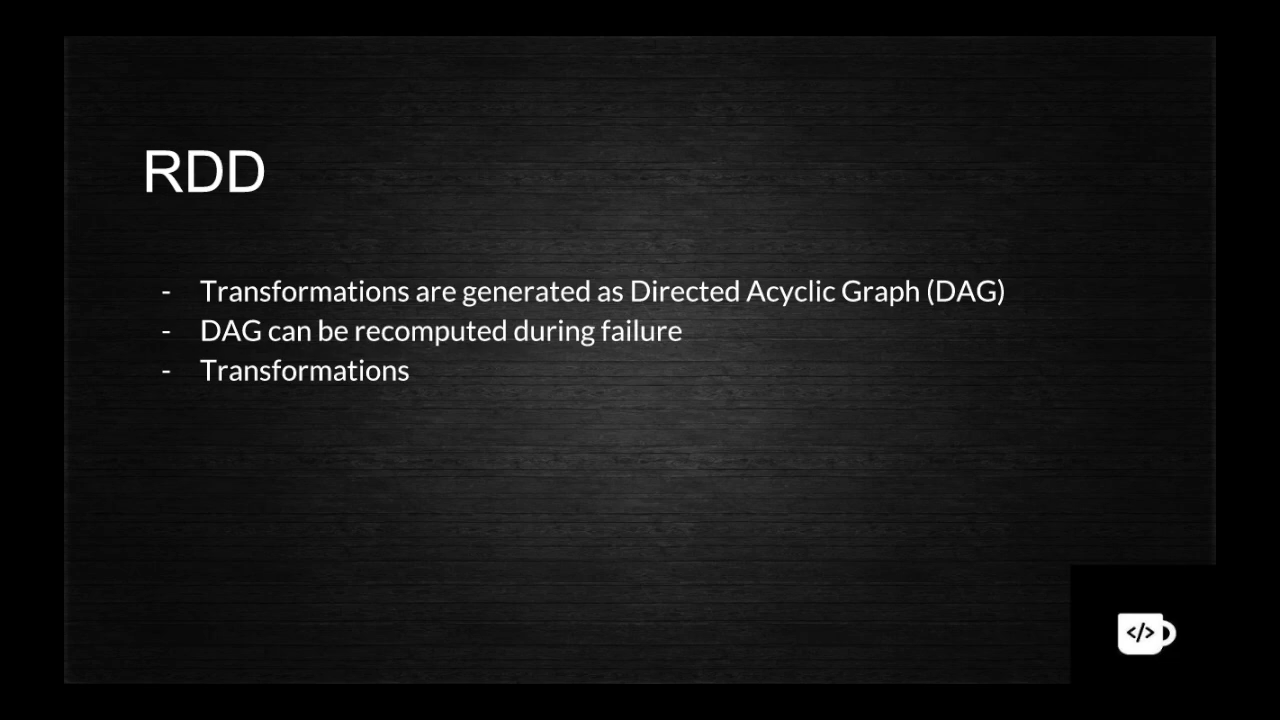 RDD
- Transformations are generated as Directed Acyclic Graph (DAG)
- DAG can be recomputed during failure
- Transformations
</>